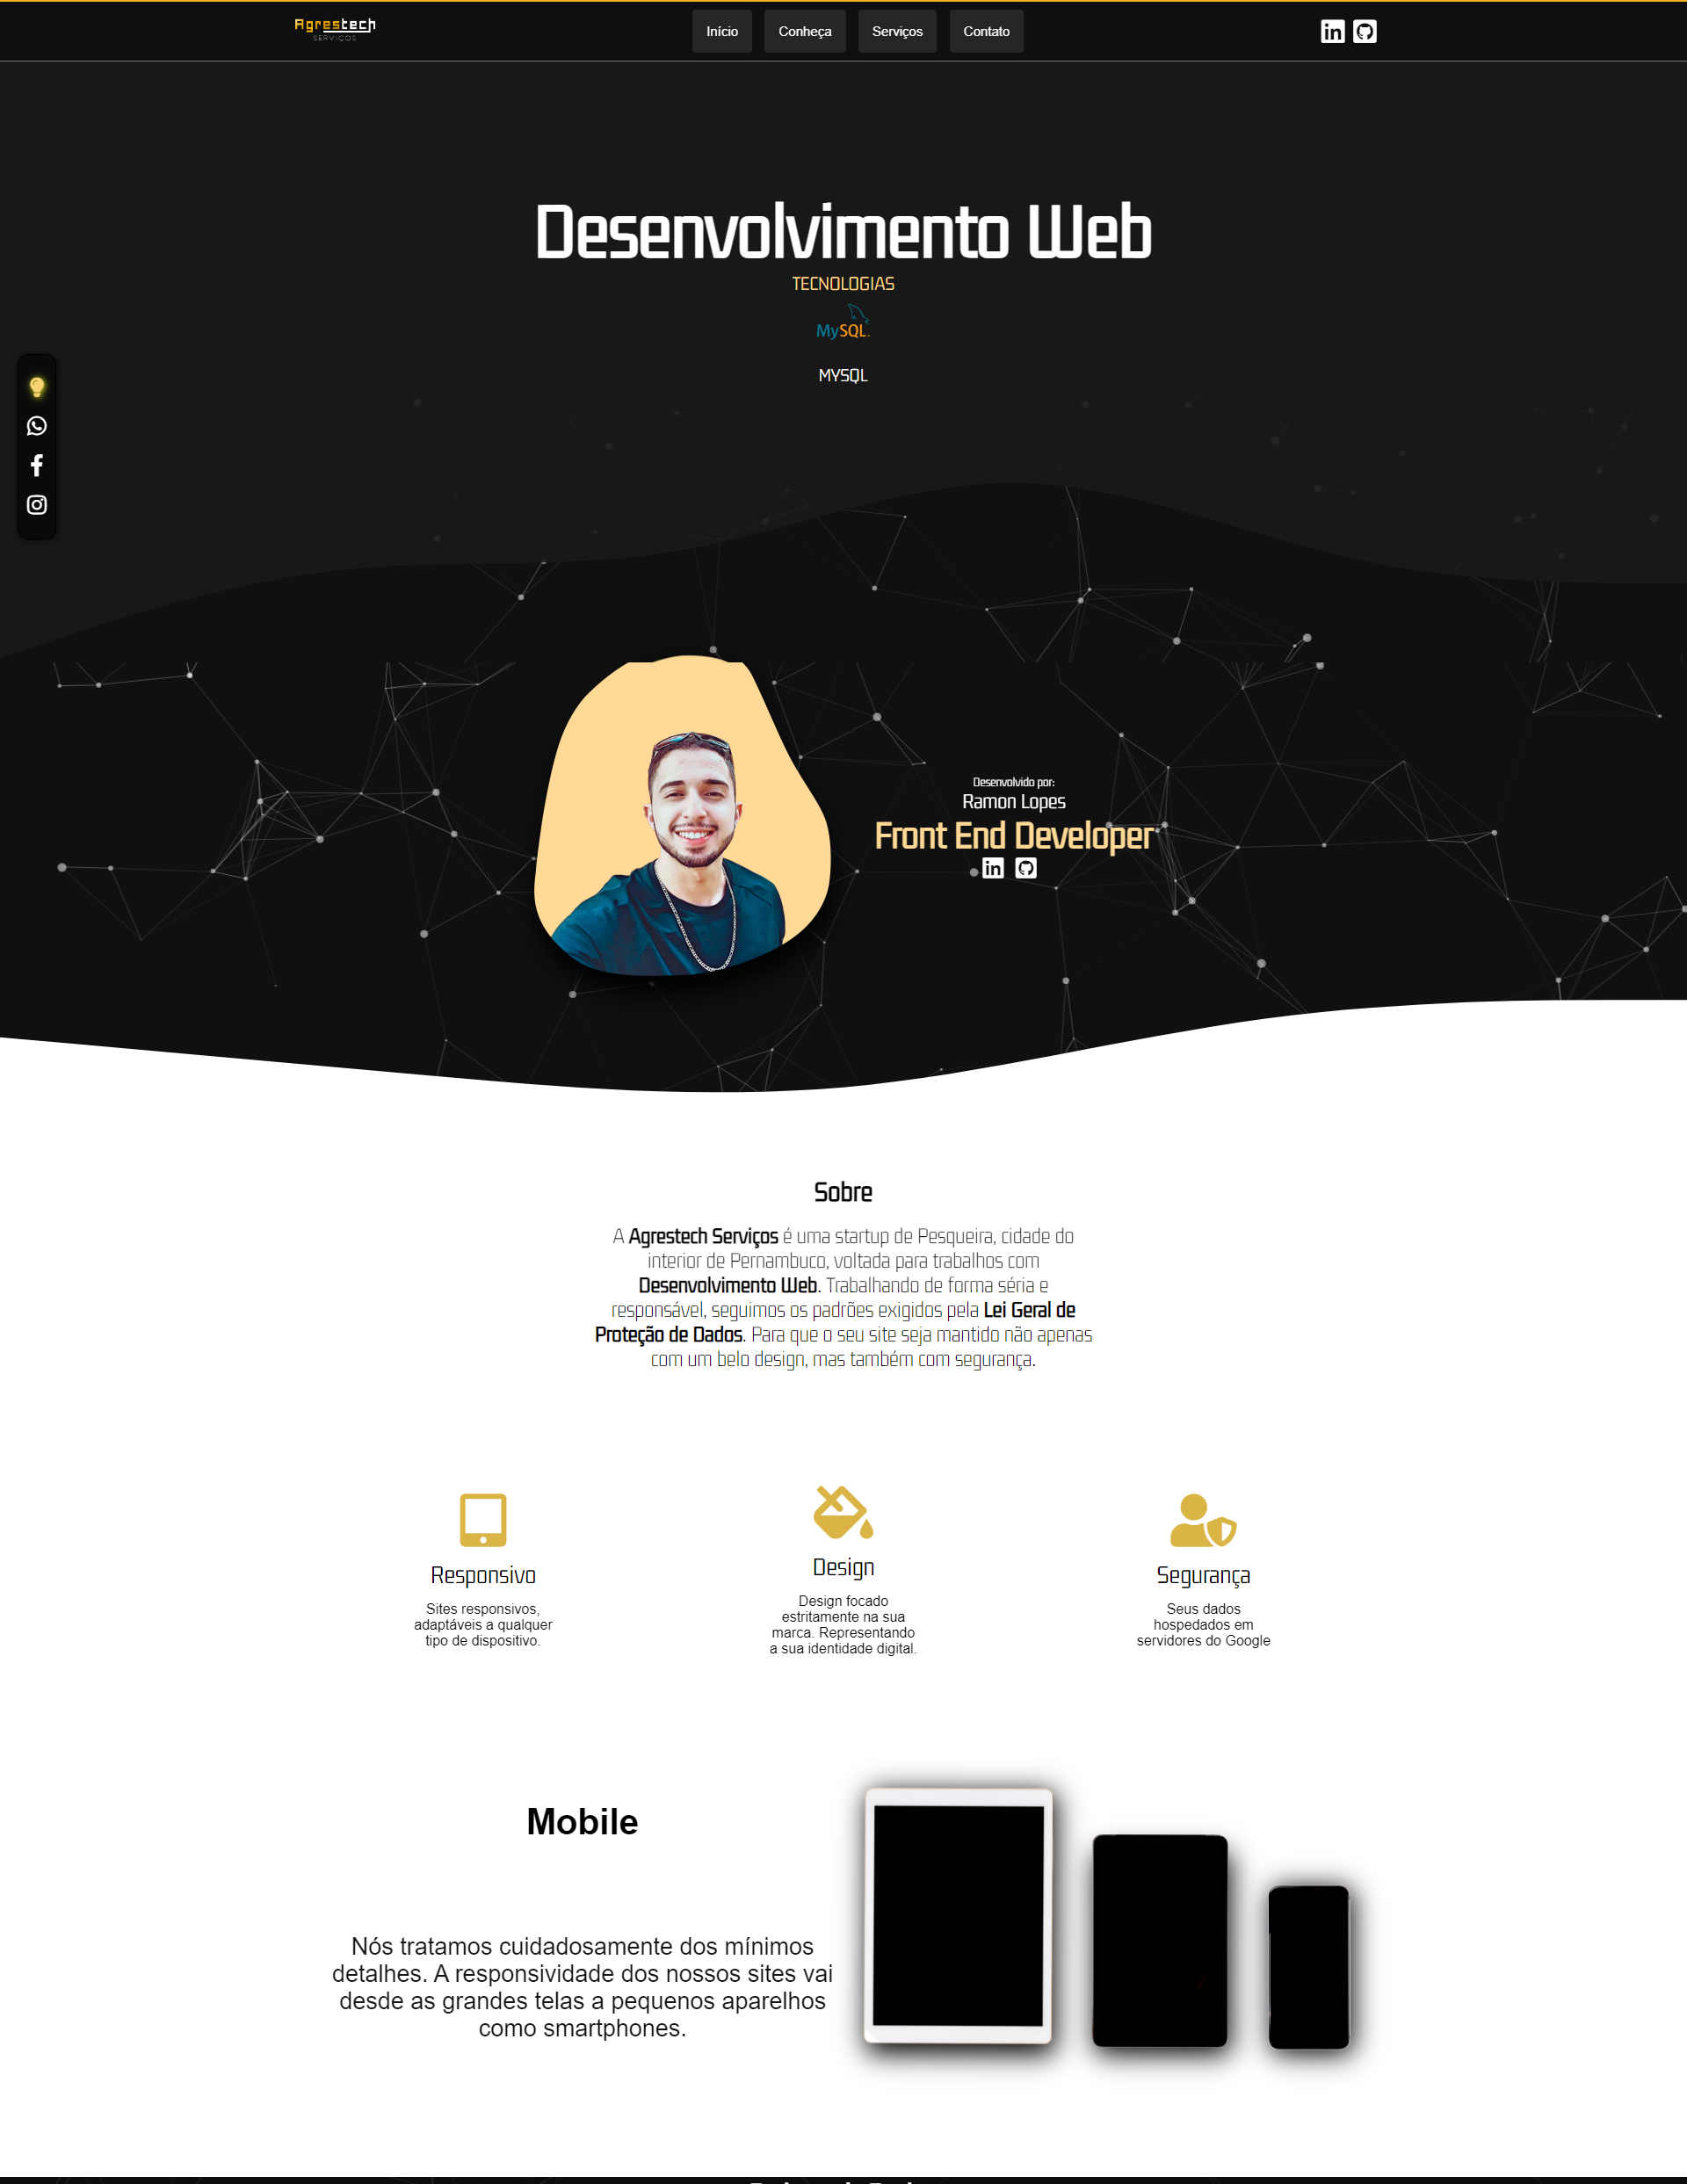 Agrestech
SERVIÇOS
Início
Conheça
Serviços
Contato
Desenvolvimento Web
TECNOLOGIAS
MySQL
MYSQL
Desenvolvido por:
Ramon Lopes
Front End Developer
Sobre
A Agrestech Serviços é uma startup de Pesqueira, cidade do
interior de Pernambuco, voltada para trabalhos com
Desenvolvimento Web. Trabalhando de forma séria e
responsável, seguimos os padrões exigidos pela Lei Geral de
Proteção de Dados. Para que o seu site seja mantido não apenas
com um belo design, mas também com segurança.
Responsivo
Sites responsivos,
adaptáveis a qualquer
tipo de dispositivo.
Design
Design focado
estritamente na sua
marca. Representando
a sua identidade digital.
Segurança
Seus dados
hospedados em
servidores do Google
Mobile
Nós tratamos cuidadosamente dos mínimos
detalhes. A responsividade dos nossos sites vai
desde as grandes telas a pequenos aparelhos
como smartphones.